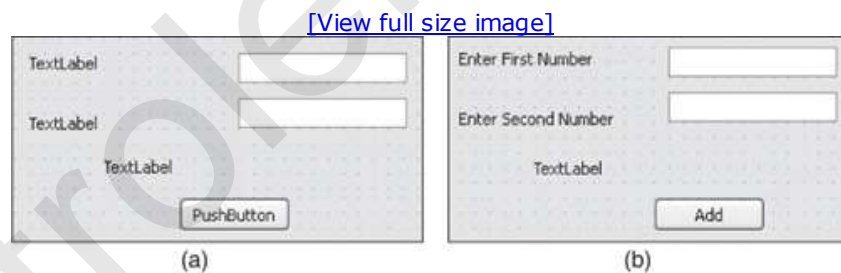 [View full size image]
TextLabel
TextLabel
TextLabel
PushButton
(a)
Enter First Number
Enter Second Number
TextLabel
Add
(b)